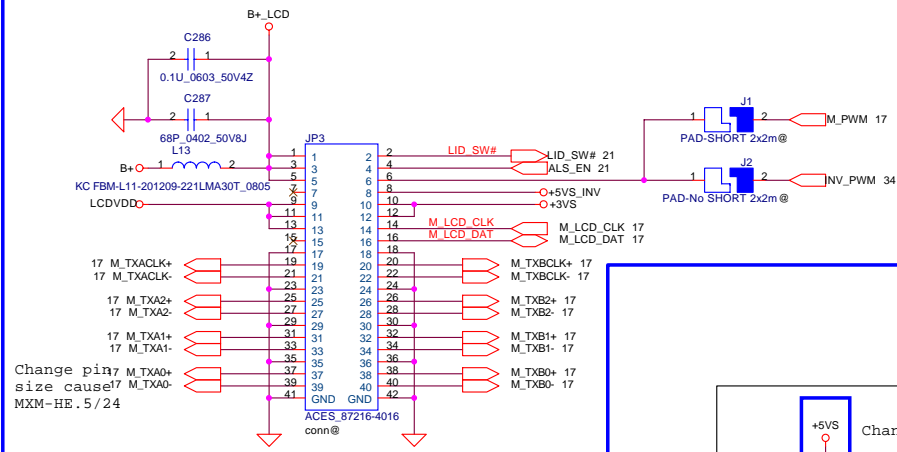 B+_LCD
C286
2 1
0.1U_0603_50V4Z
C287
2 1
68P_0402_50V8J
L13
B+ 1 2
KC FBM-L11-201209-221LMA30T_0805
LCDVDD
JP3
1 1 2 2 LID_SW# LID_SW# 21
3 3 4 4 ALS_EN 21
5 5 6 6
7 7 8 8 +5VS_INV
9 9 10 10 +3VS
11 11 12 12
13 13 14 14 M_LCD_CLK M_LCD_CLK 17
15 15 16 16 M_LCD_DAT M_LCD_DAT 17
17 17 18 18
17 M_TXACLK+ 19 19 20 20 M_TXBCLK+ 17
17 M_TXACLK- 21 21 22 22 M_TXBCLK- 17
23 23 24 24
17 M_TXA2+ 25 25 26 26 M_TXB2+ 17
17 M_TXA2- 27 27 28 28 M_TXB2- 17
29 29 30 30
17 M_TXA1+ 31 31 32 32 M_TXB1+ 17
17 M_TXA1- 33 33 34 34 M_TXB1- 17
35 35 36 36
17 M_TXA0+ 37 37 38 38 M_TXB0+ 17
17 M_TXA0- 39 39 40 40 M_TXB0- 17
41 GND GND 42
ACES_87216-4016
conn@
Change pin
size cause
MXM-HE.5/24
J1
1 2 M_PWM 17
PAD-SHORT 2x2m@
J2
1 2 INV_PWM 34
PAD-No SHORT 2x2m@
+5VS
Chan